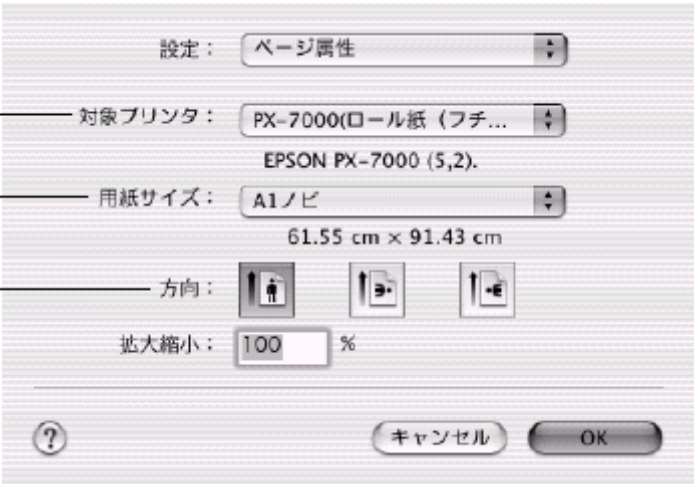 設定： ページ属性
対象プリンタ： PX-7000(ロール紙（フチ...
EPSON PX-7000 (5,2).
用紙サイズ： A1ノビ
61.55 cm × 91.43 cm
方向：
拡大縮小： 100 %
? キャンセル OK